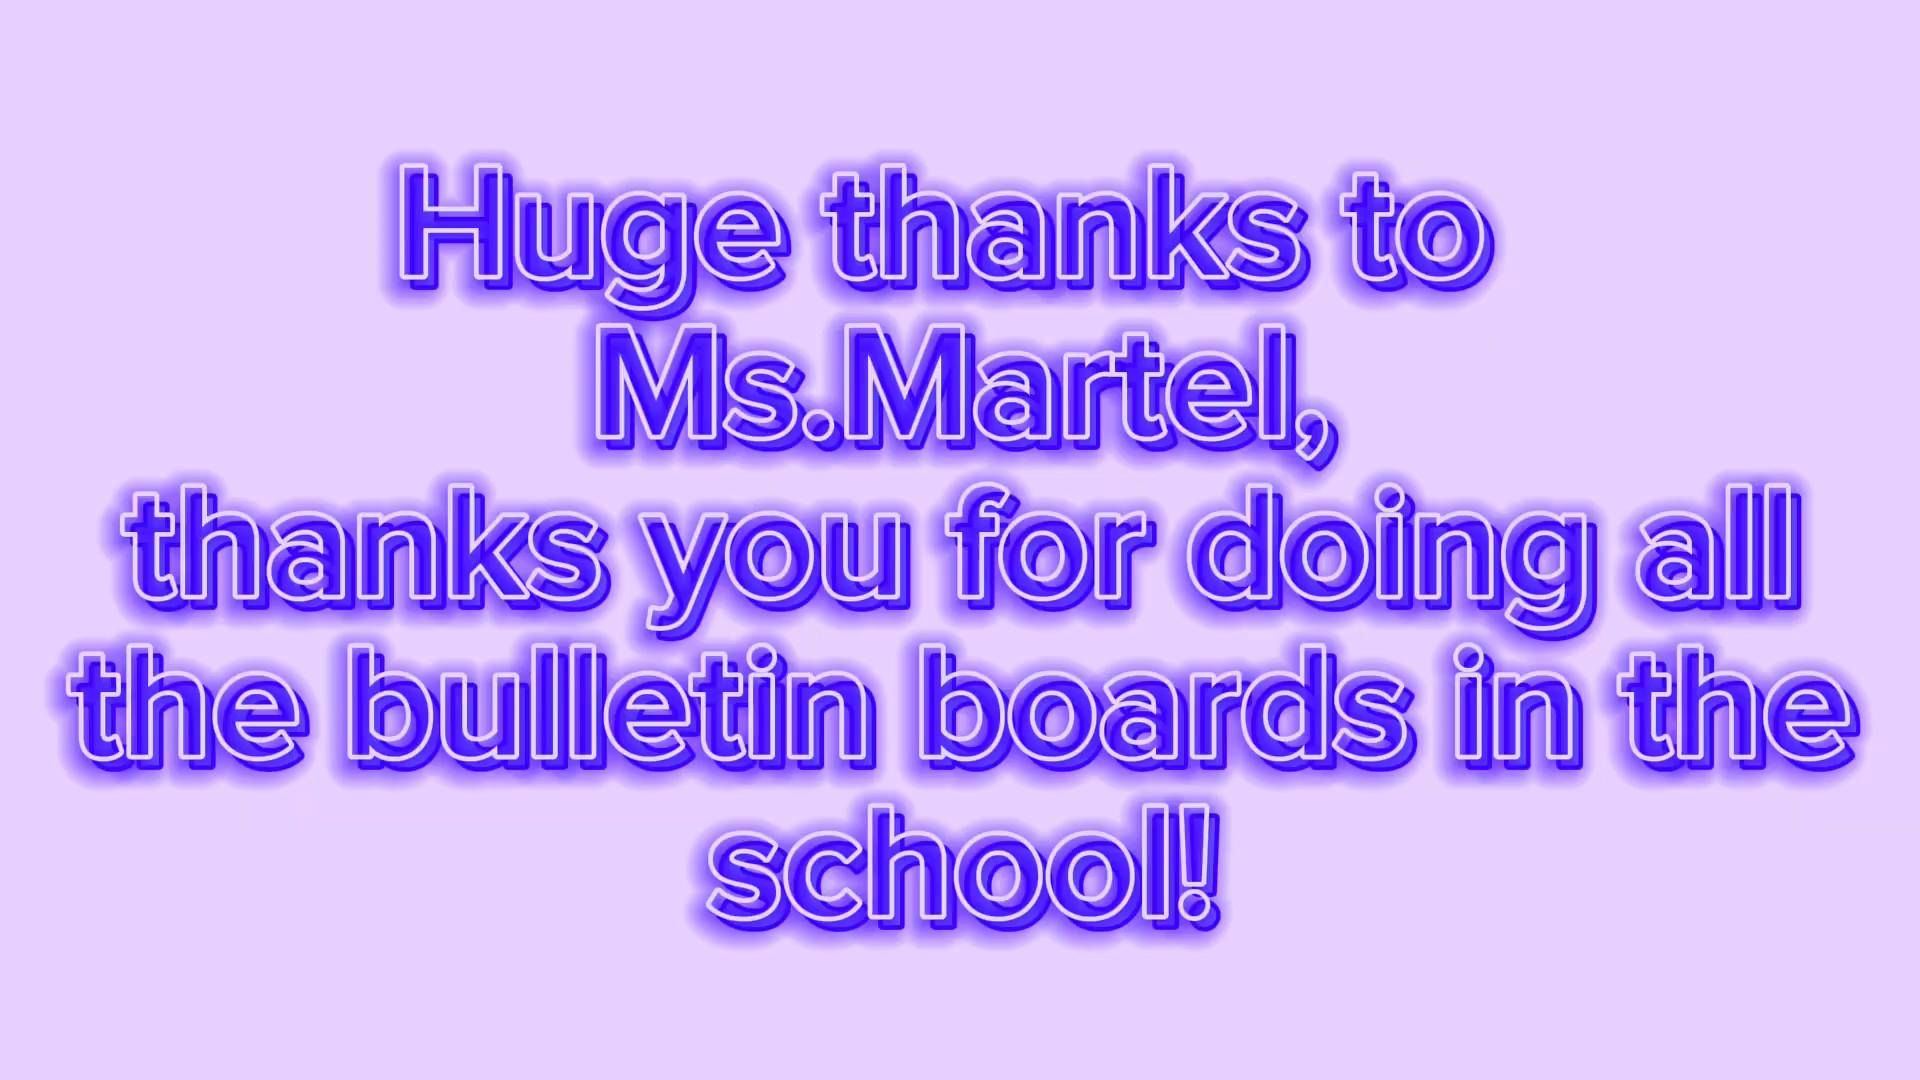 Huge thanks to
Ms.Martel,
thanks you for doing all
the bulletin boards in the
school!